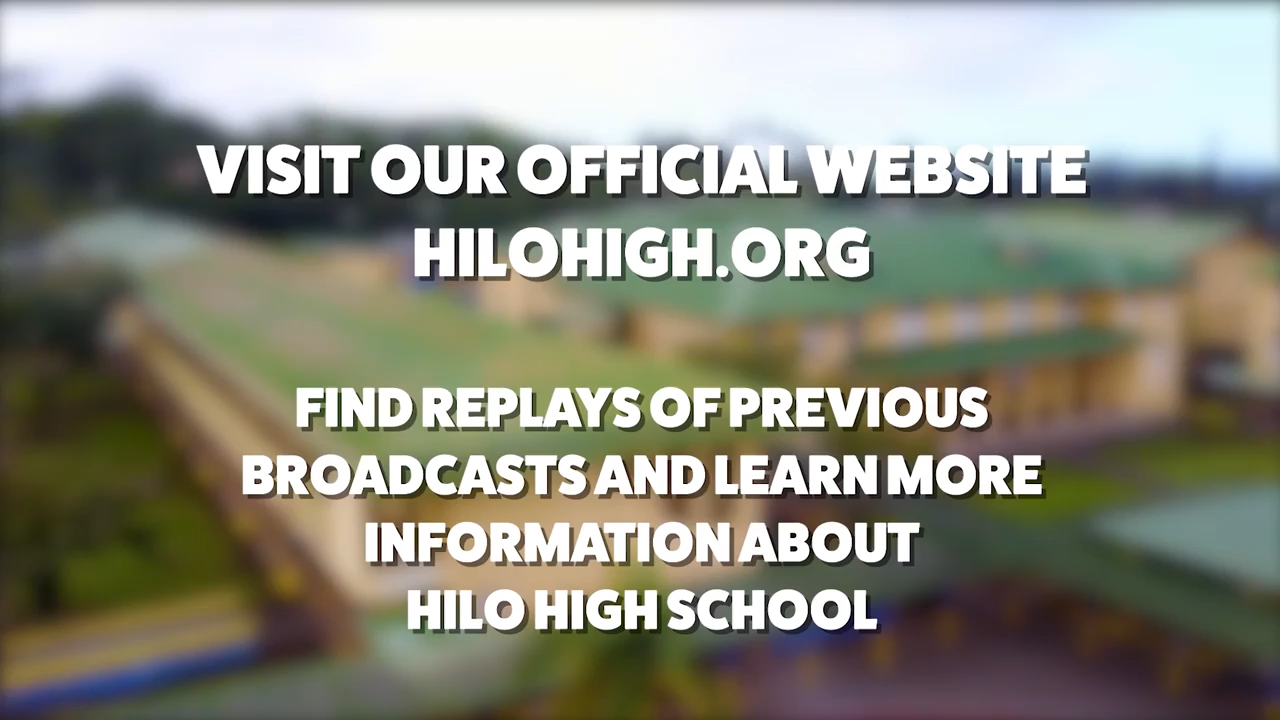 VISIT OUR OFFICIAL WEBSITE
HILOHIGH.ORG
FIND REPLAYS OF PREVIOUS
BROADCASTS AND LEARN MORE
INFORMATION ABOUT
HILO HIGH SCHOOL